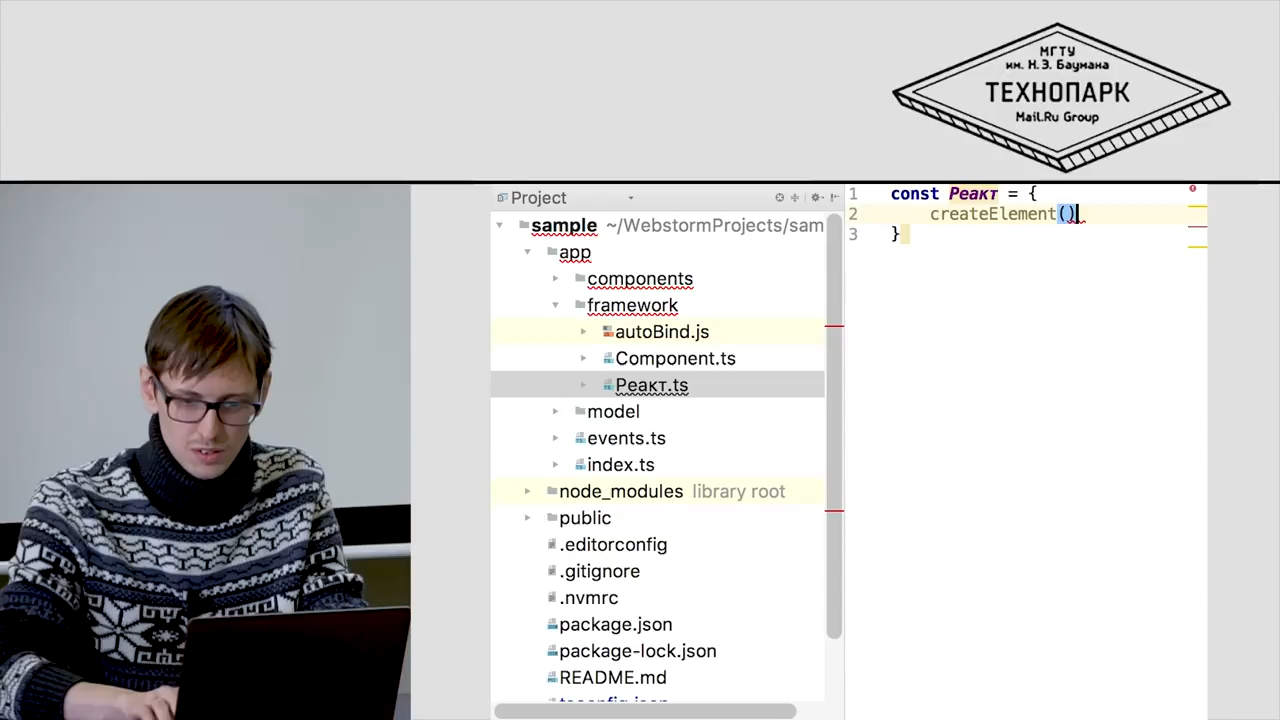 МГТУ
им. Н.Э. Баумана
ТЕХНОПАРК
Mail.Ru Group
Project
sample ~/WebstormProjects/sam
app
components
framework
autoBind.js
Component.ts
Реакт.ts
model
events.ts
index.ts
node_modules library root
public
.editorconfig
.gitignore
.nvmrc
package.json
package-lock.json
README.md
tsconfig.json
1 const Реакт = {
2 createElement()
3 }